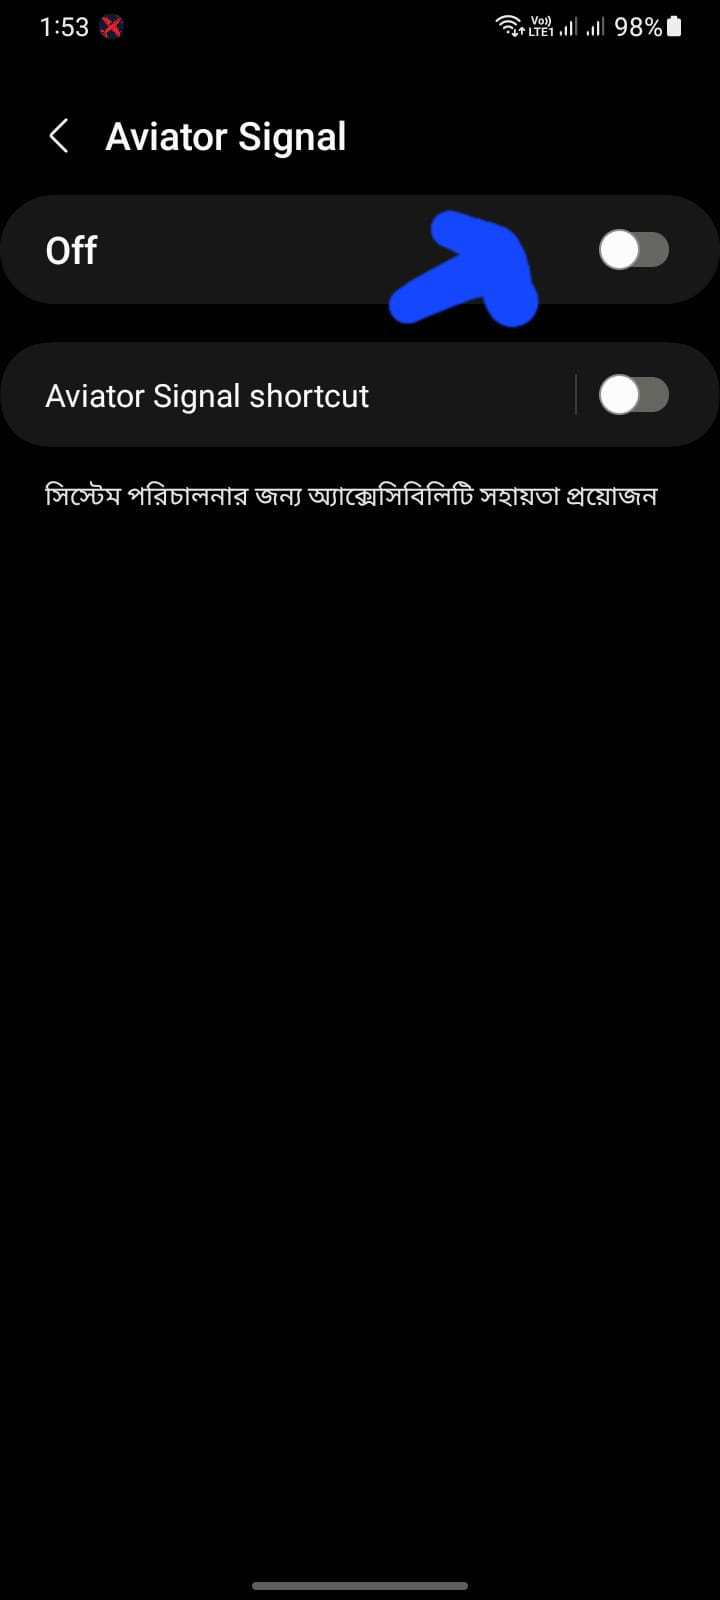 1:53 Vo)) LTE1 98%
Aviator Signal
Off
Aviator Signal shortcut
সিস্টেম পরিচালনার জন্য অ্যাক্সেসিবিলিটি সহায়তা প্রয়োজন